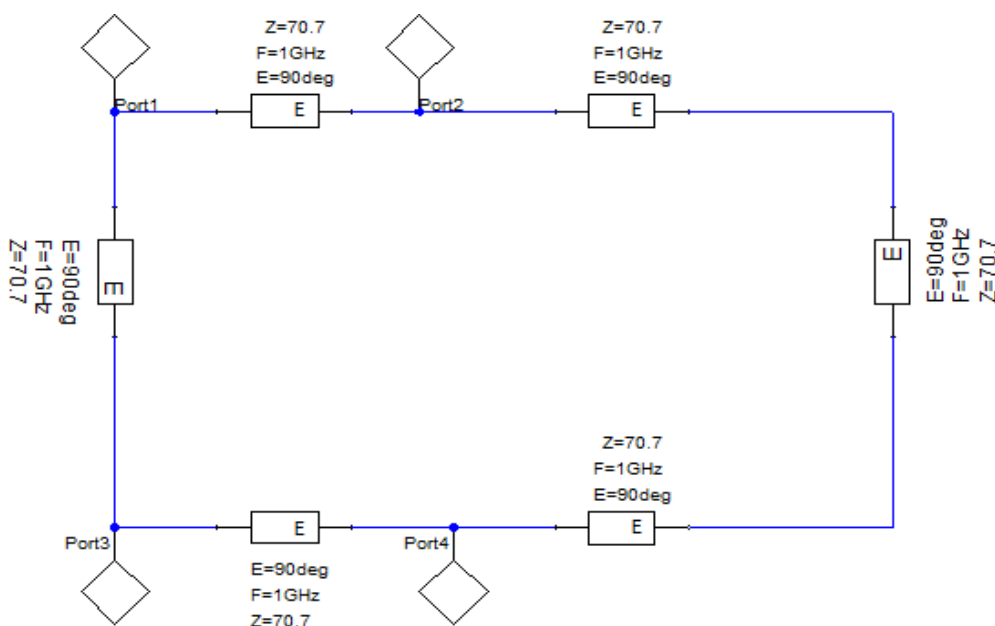 Z=70.7
F=1GHz
E=90deg
E
Z=70.7
F=1GHz
E=90deg
E
Port1
Port2
E=90deg
F=1GHz
Z=70.7
E
E
E=90deg
F=1GHz
Z=70.7
Z=70.7
F=1GHz
E=90deg
E
E
Port3
Port4
E=90deg
F=1GHz
Z=70.7